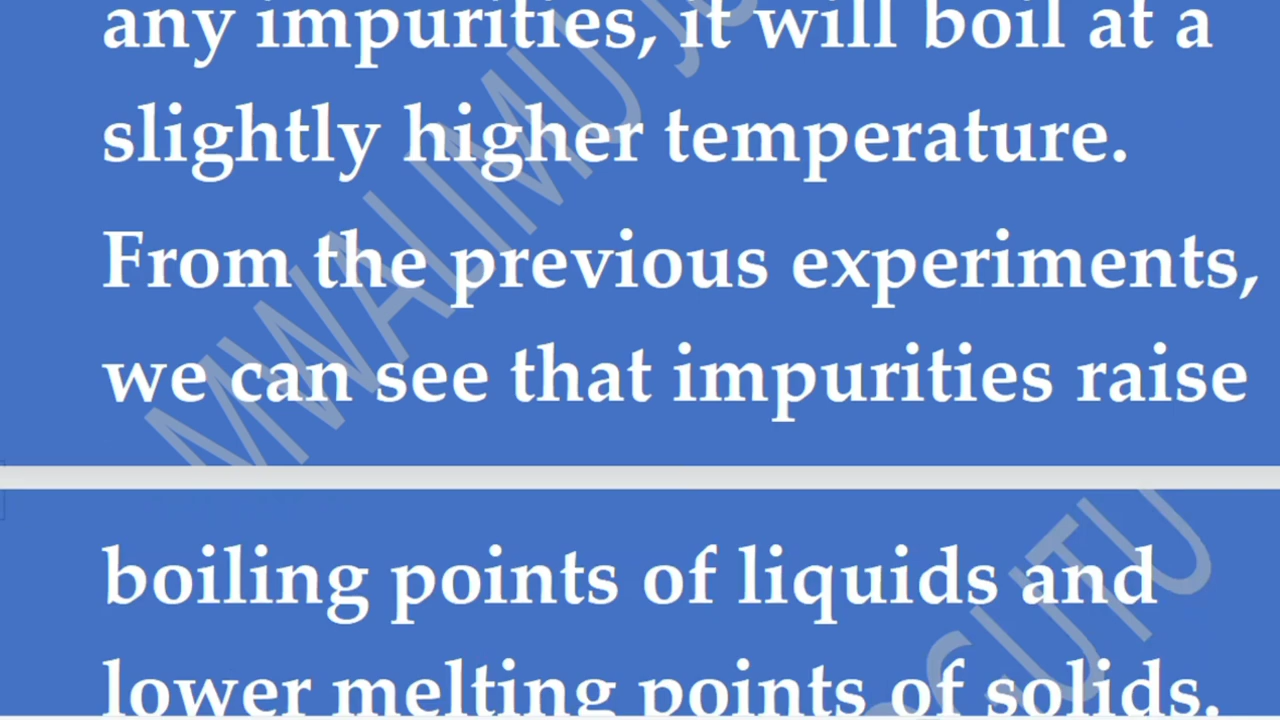 any impurities, it will boil at a
slightly higher temperature.
From the previous experiments,
we can see that impurities raise
boiling points of liquids and
lower melting points of solids.
MWALIMU